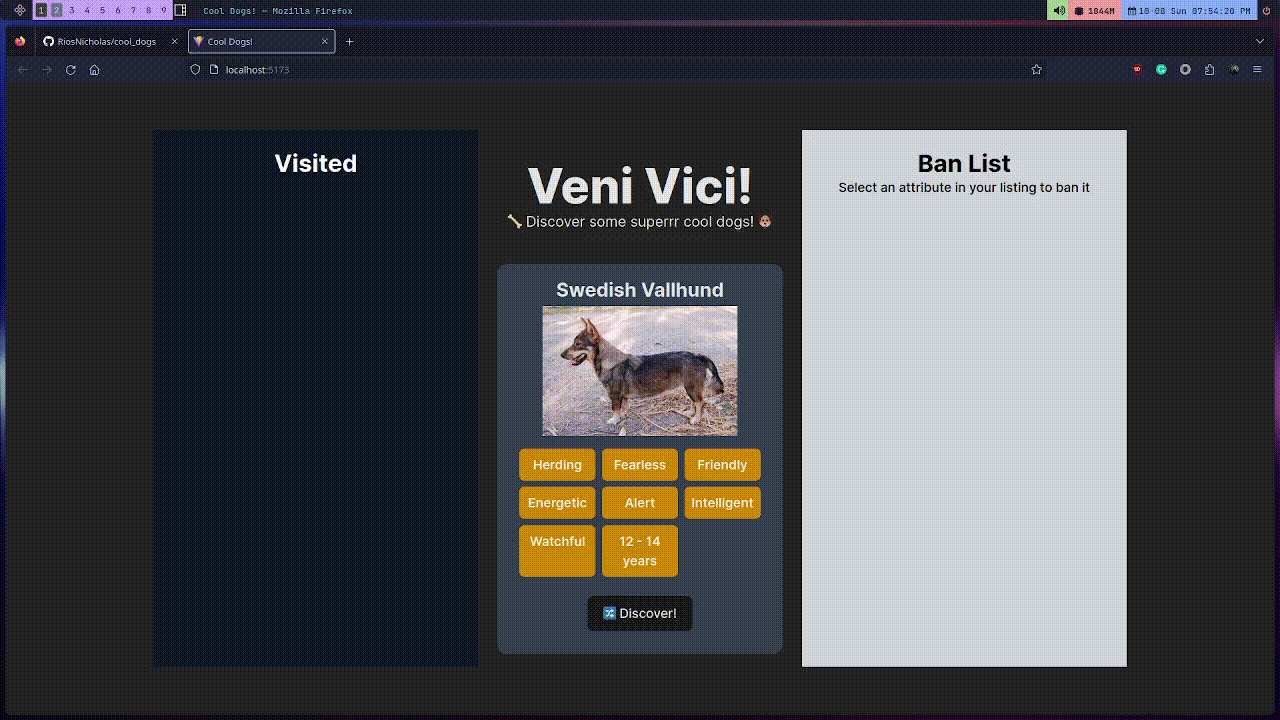 1 2 3 4 5 6 7 8 9 Cool Dogs! — Mozilla Firefox 1044M 10-08 Sun 07:54:20 PM
RiosNicholas/cool_dogs Cool Dogs!
localhost:5173
Visited
Veni Vici!
🦴 Discover some superrr cool dogs! 🐶
Swedish Vallhund
Herding Fearless Friendly
Energetic Alert Intelligent
Watchful 12 - 14
years
🔀 Discover!
Ban List
Select an attribute in your listing to ban it